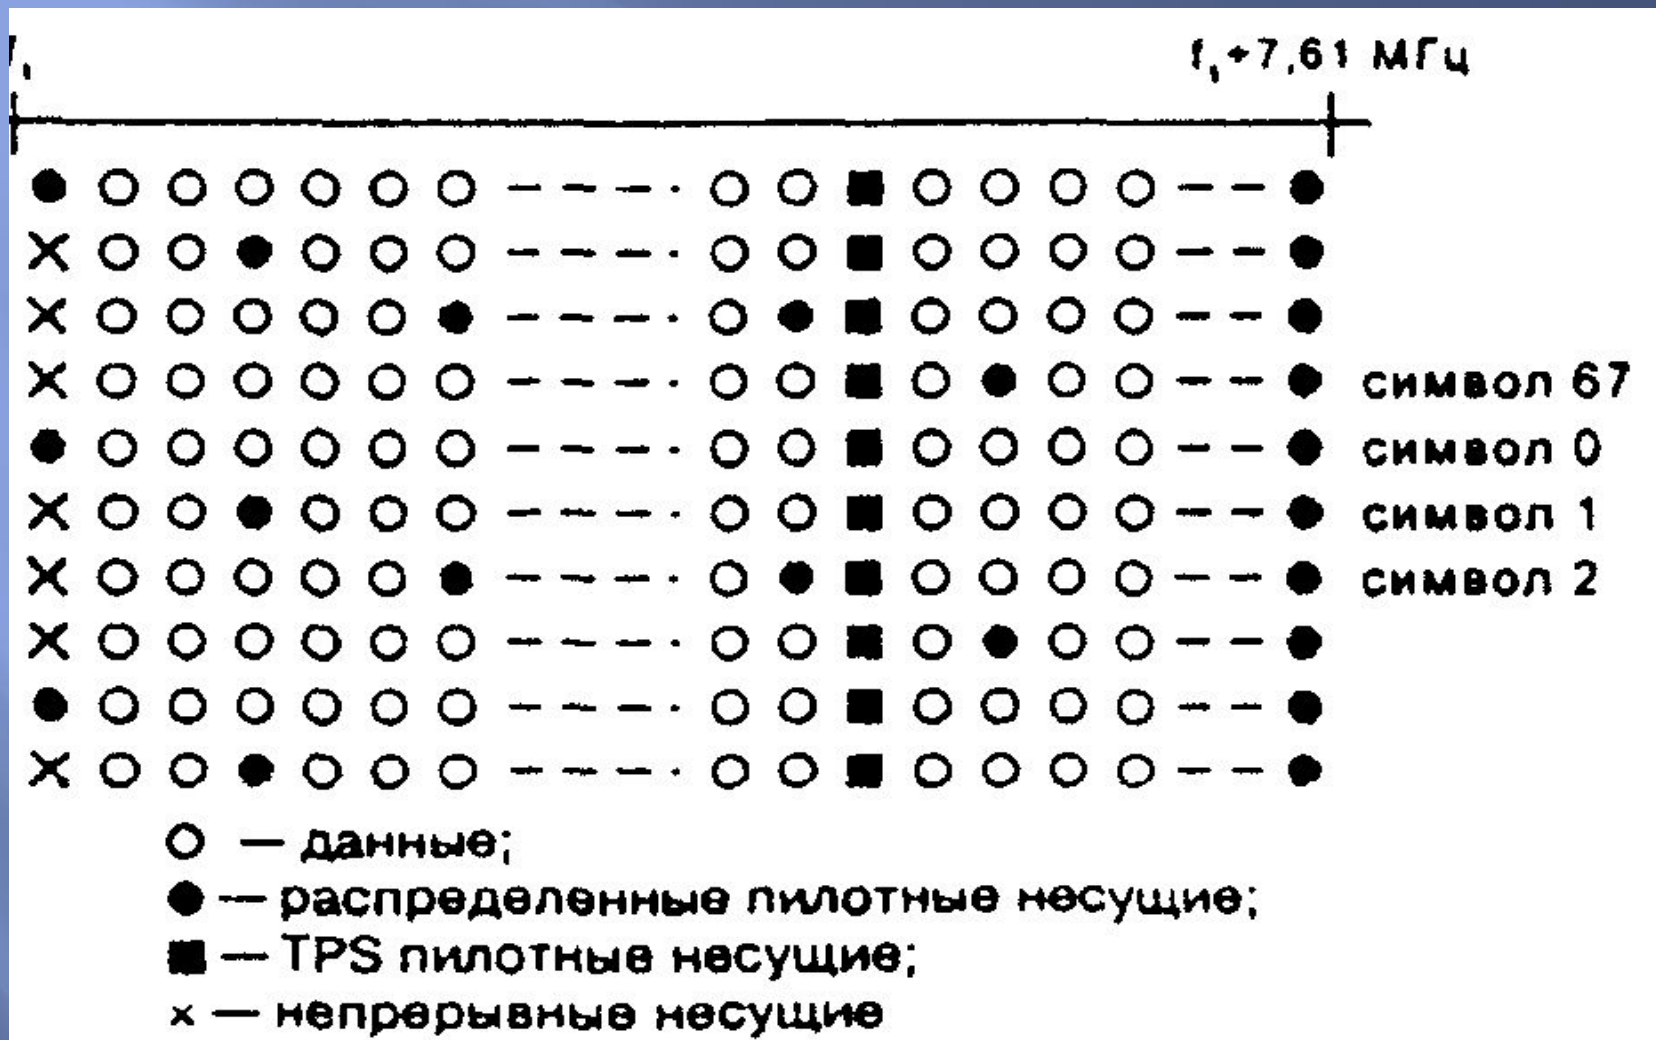 f₁ f₁+7,61 МГц
символ 67
символ 0
символ 1
символ 2
— данные;
— распределенные пилотные несущие;
— TPS пилотные несущие;
× — непрерывные несущие